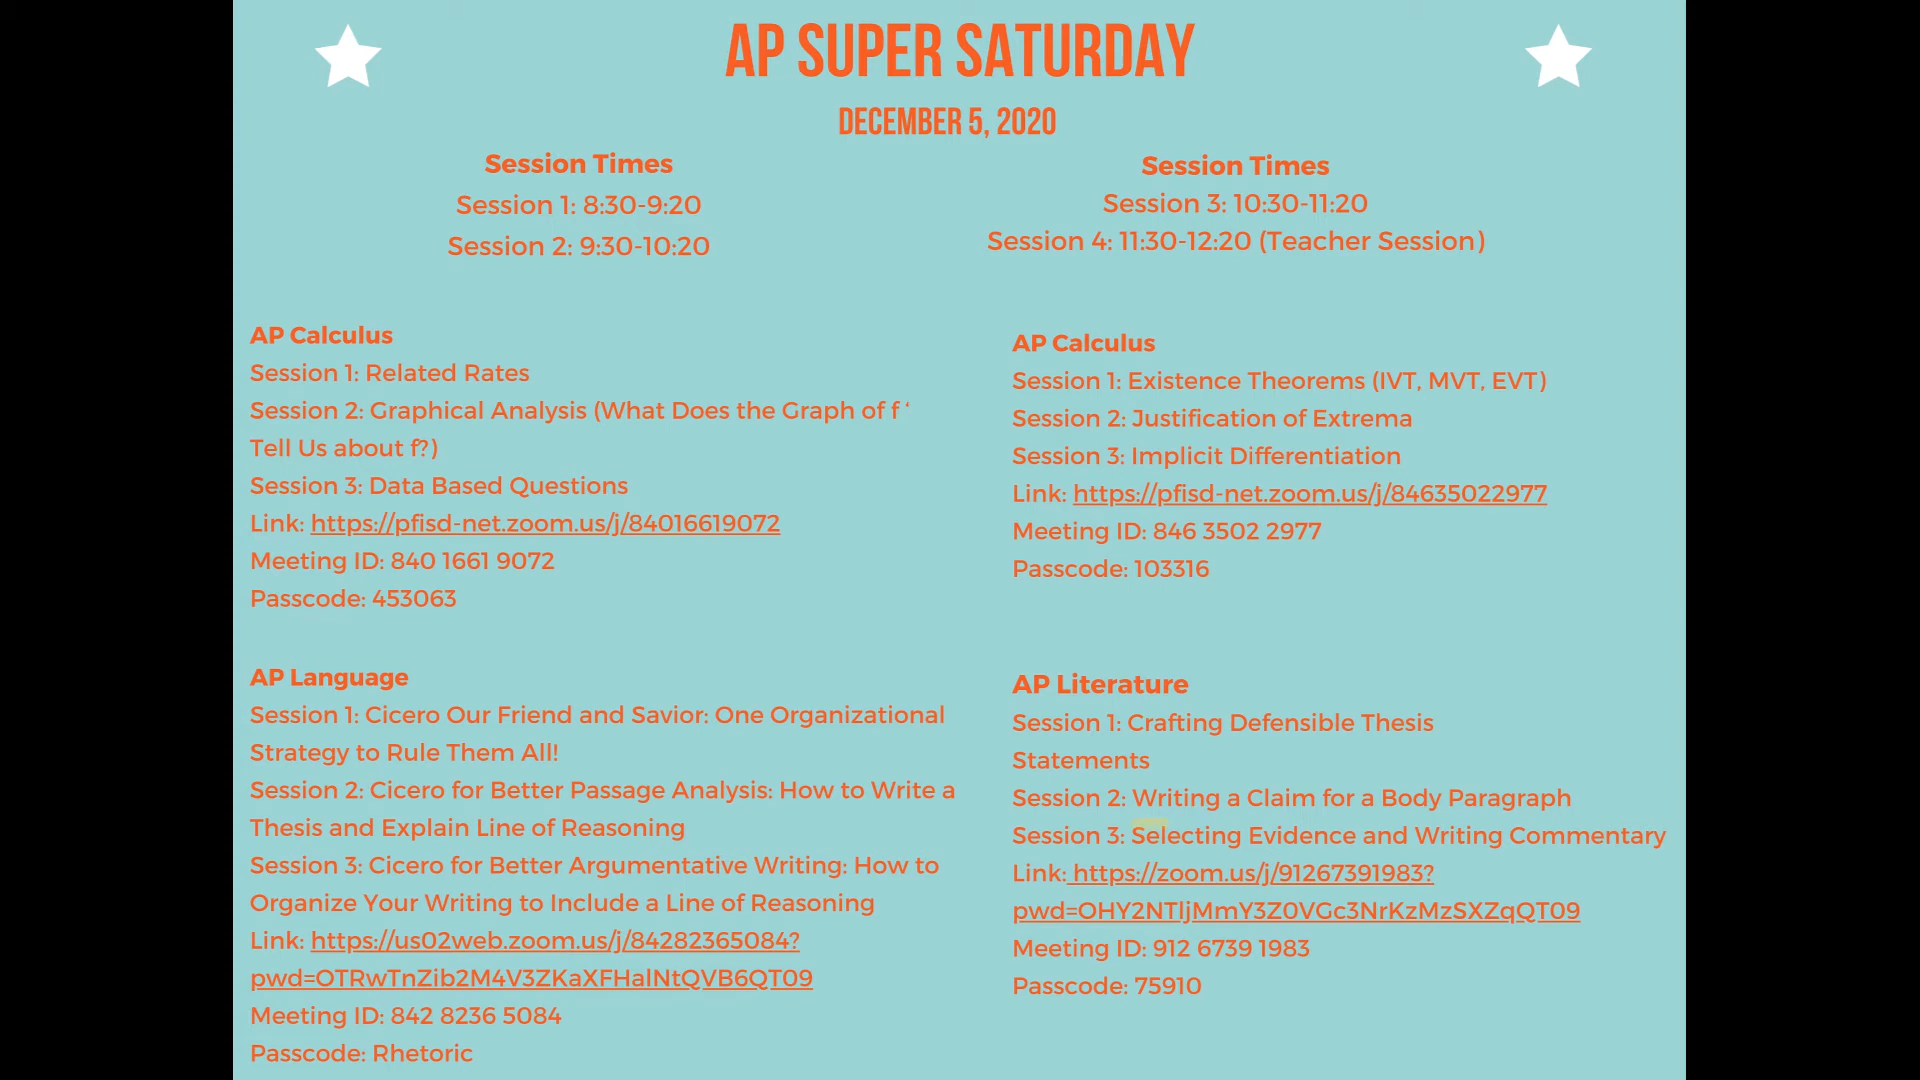 AP SUPER SATURDAY
DECEMBER 5, 2020
Session Times
Session 1: 8:30-9:20
Session 2: 9:30-10:20
Session Times
Session 3: 10:30-11:20
Session 4: 11:30-12:20 (Teacher Session)
AP Calculus
Session 1: Related Rates
Session 2: Graphical Analysis (What Does the Graph of f ‘
Tell Us about f?)
Session 3: Data Based Questions
Link: https://pfisd-net.zoom.us/j/84016619072
Meeting ID: 840 1661 9072
Passcode: 453063
AP Language
Session 1: Cicero Our Friend and Savior: One Organizational
Strategy to Rule Them All!
Session 2: Cicero for Better Passage Analysis: How to Write a
Thesis and Explain Line of Reasoning
Session 3: Cicero for Better Argumentative Writing: How to
Organize Your Writing to Include a Line of Reasoning
Link: https://us02web.zoom.us/j/84282365084?
pwd=OTRwTnZib2M4V3ZKaXFHalNtQVB6QT09
Meeting ID: 842 8236 5084
Passcode: Rhetoric
AP Calculus
Session 1: Existence Theorems (IVT, MVT, EVT)
Session 2: Justification of Extrema
Session 3: Implicit Differentiation
Link: https://pfisd-net.zoom.us/j/84635022977
Meeting ID: 846 3502 2977
Passcode: 103316
AP Literature
Session 1: Crafting Defensible Thesis
Statements
Session 2: Writing a Claim for a Body Paragraph
Session 3: Selecting Evidence and Writing Commentary
Link: https://zoom.us/j/91267391983?
pwd=OHY2NTljMmY3Z0VGc3NrKzMzSXZqQT09
Meeting ID: 912 6739 1983
Passcode: 75910